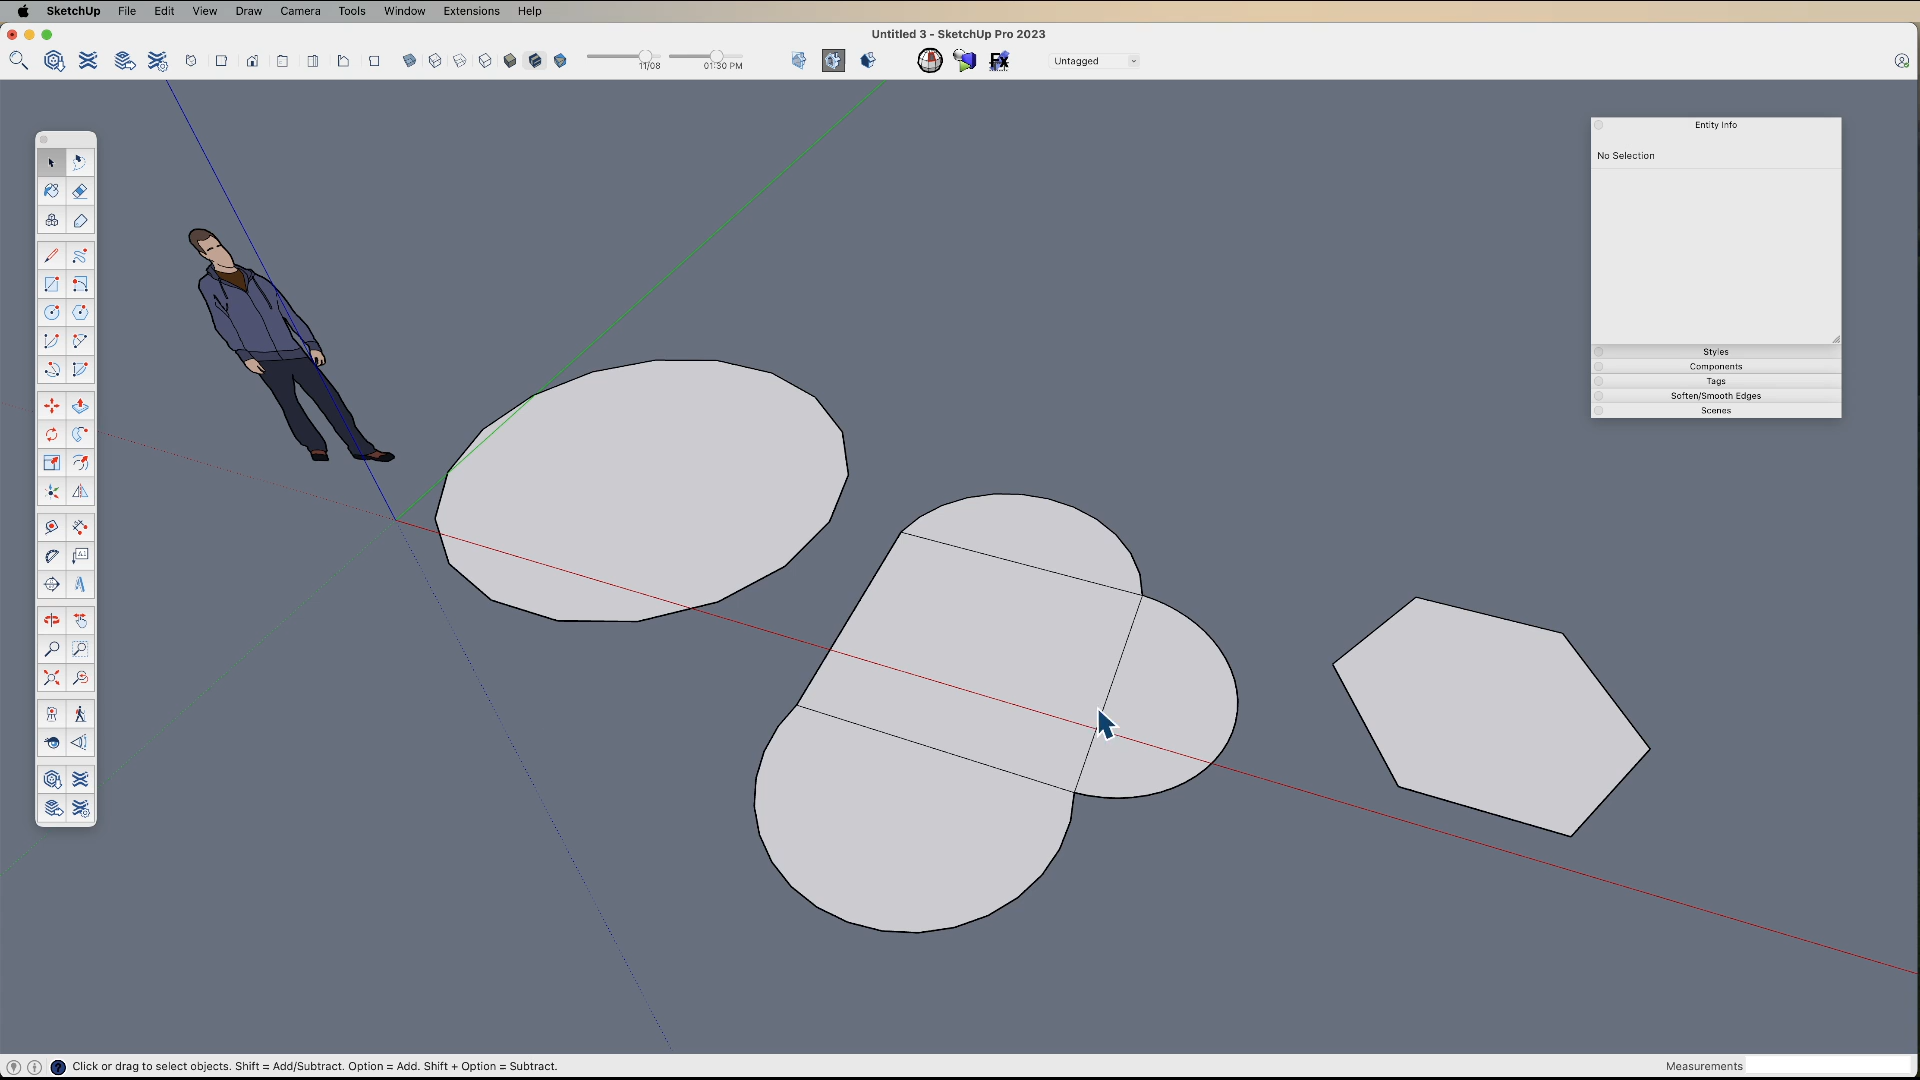 SketchUp File Edit View Draw Camera Tools Window Extensions Help
Untitled 3 - SketchUp Pro 2023
11/08 01:30 PM Untagged
Entity Info
No Selection
Styles
Components
Tags
Soften/Smooth Edges
Scenes
Click or drag to select objects. Shift = Add/Subtract. Option = Add. Shift + Option = Subtract. Measurements